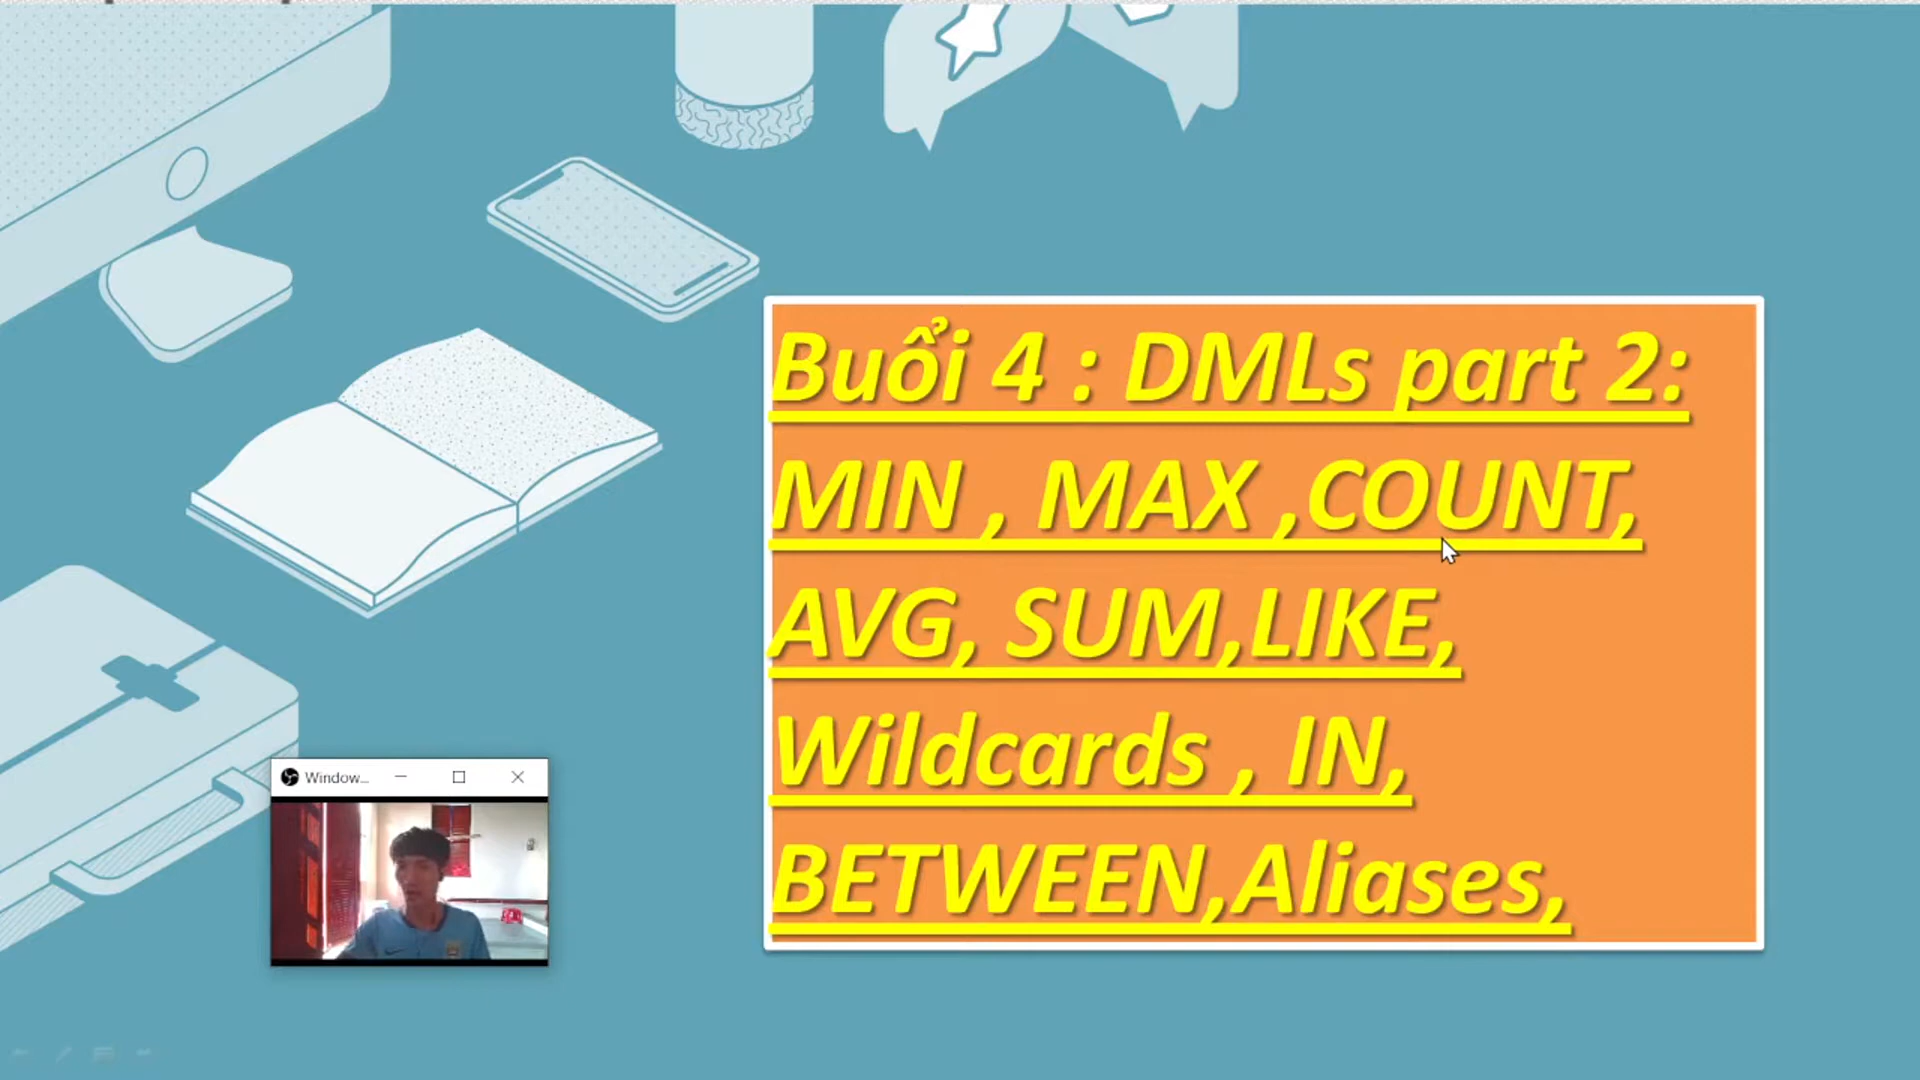 Buổi 4 : DMLs part 2:
MIN , MAX ,COUNT,
AVG, SUM,LIKE,
Wildcards , IN,
BETWEEN,Aliases,
Window...